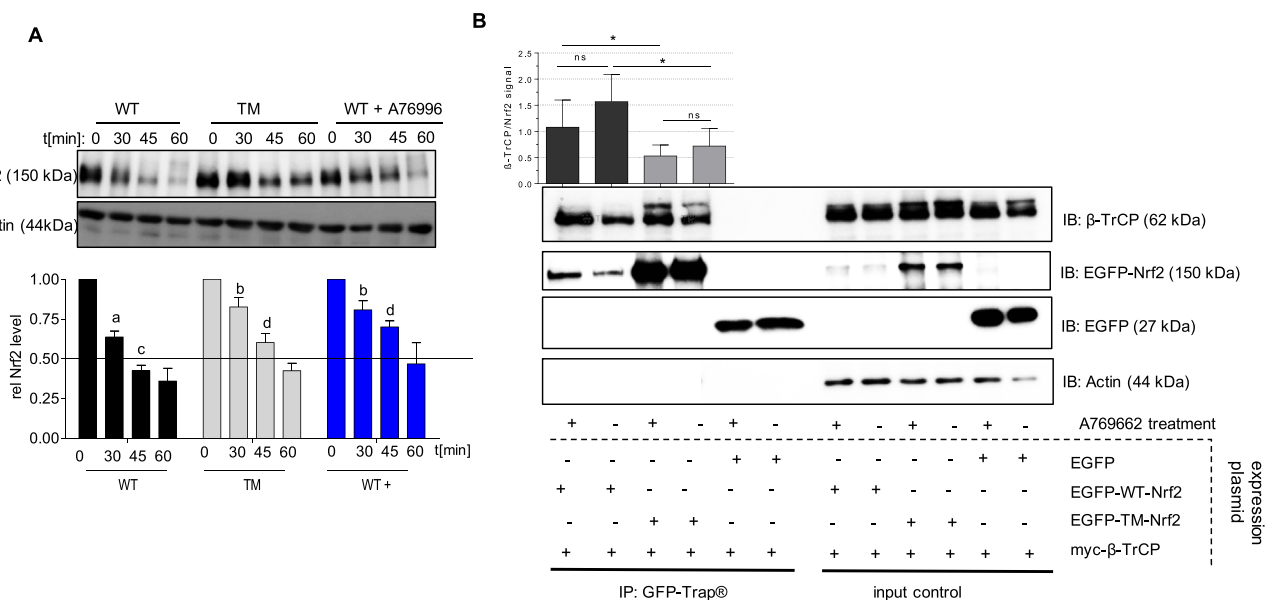 A
WT TM WT + A76996
t[min]: 0 30 45 60 0 30 45 60 0 30 45 60
2 (150 kDa)
tin (44kDa)
rel Nrf2 level
1.00
0.75
0.50
0.25
0.00
a c b d b d
0 30 45 60 0 30 45 60 0 30 45 60 t[min]
WT TM WT +
B
*
ns *
ns
ß-TrCP/Nrf2 signal
2.5
2.0
1.5
1.0
0.5
0.0
IB: β-TrCP (62 kDa)
IB: EGFP-Nrf2 (150 kDa)
IB: EGFP (27 kDa)
IB: Actin (44 kDa)
+ - + - + - + - + - + - A769662 treatment
- - - - + + - - - - + + EGFP
+ + - - - - + + - - - - EGFP-WT-Nrf2
- - + + - - - - + + - - EGFP-TM-Nrf2
+ + + + + + + + + + + + myc-β-TrCP
expression
plasmid
IP: GFP-Trap® input control